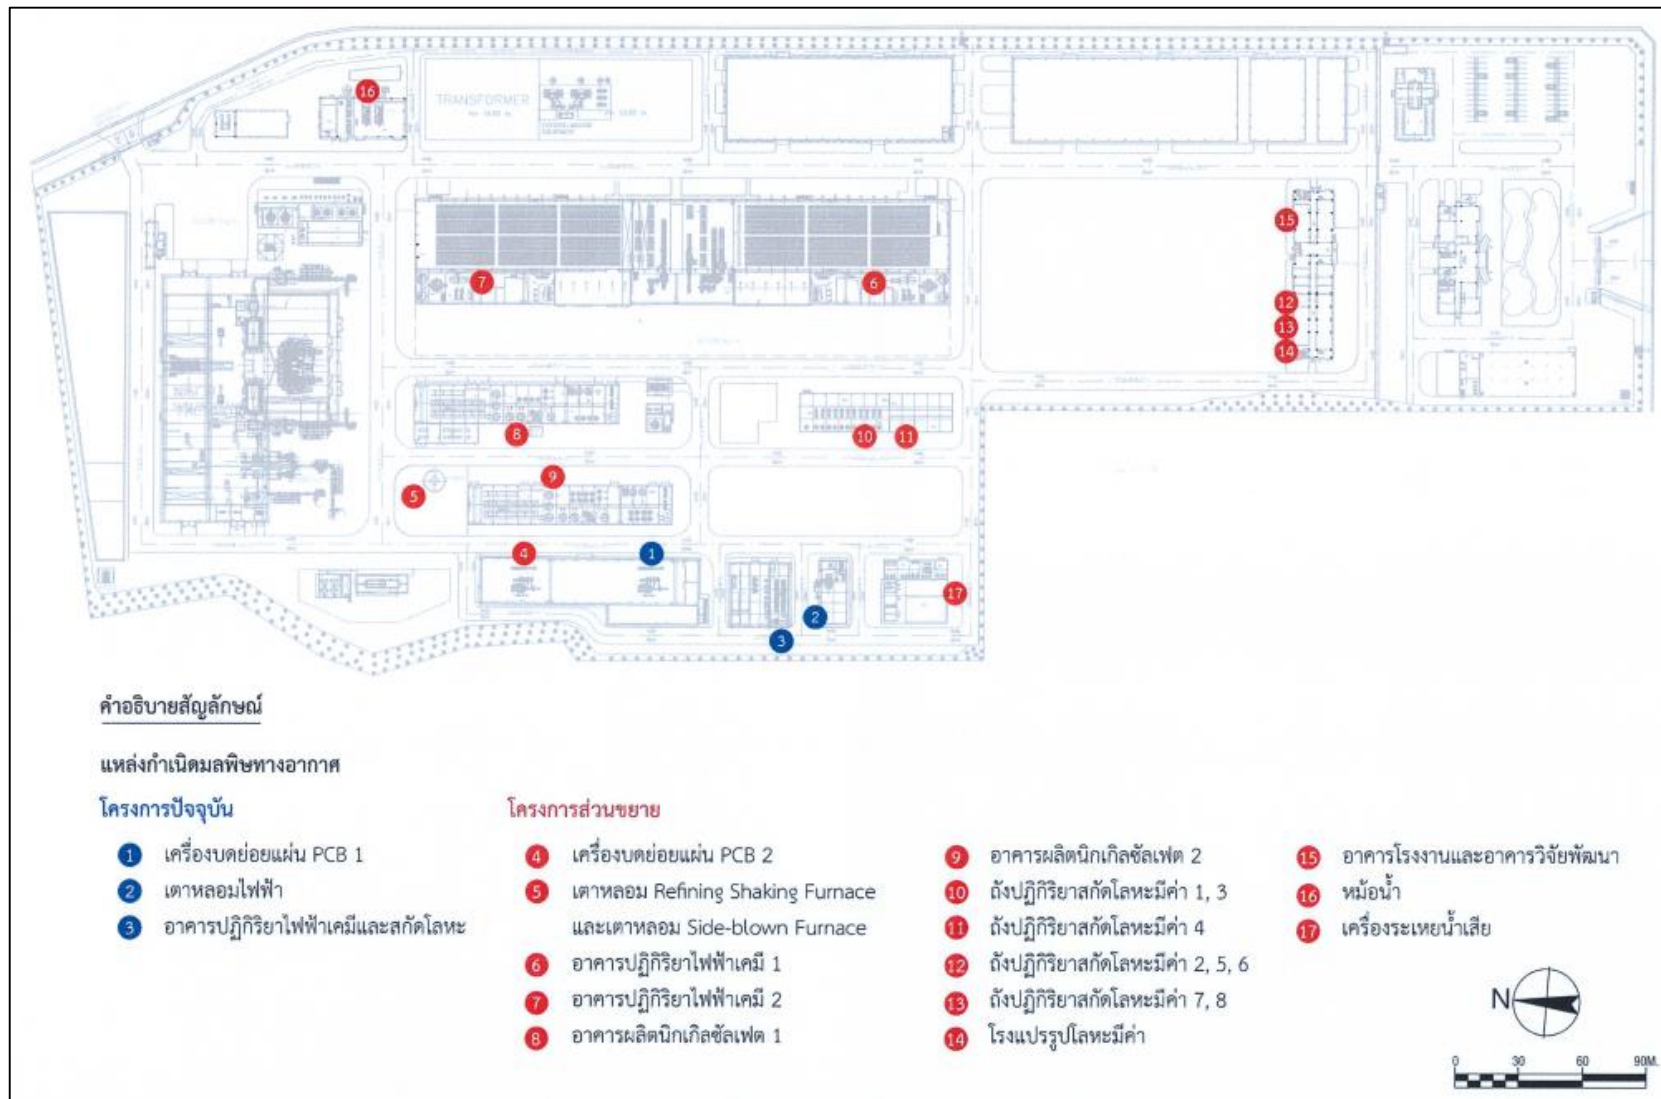 16
TRANSFORMER
15
7
6
12
13
14
8
10
11
9
5
4
1
17
2
3
คำอธิบายสัญลักษณ์
แหล่งกำเนิดมลพิษทางอากาศ
โครงการปัจจุบัน
1 เครื่องบดย่อยแผ่น PCB 1
2 เตาหลอมไฟฟ้า
3 อาคารปฏิกิริยาไฟฟ้าเคมีและสกัดโลหะ
โครงการส่วนขยาย
4 เครื่องบดย่อยแผ่น PCB 2
5 เตาหลอม Refining Shaking Furnace
และเตาหลอม Side-blown Furnace
6 อาคารปฏิกิริยาไฟฟ้าเคมี 1
7 อาคารปฏิกิริยาไฟฟ้าเคมี 2
8 อาคารผลิตนิกเกิลซัลเฟต 1
9 อาคารผลิตนิกเกิลซัลเฟต 2
10 ถังปฏิกิริยาสกัดโลหะมีค่า 1, 3
11 ถังปฏิกิริยาสกัดโลหะมีค่า 4
12 ถังปฏิกิริยาสกัดโลหะมีค่า 2, 5, 6
13 ถังปฏิกิริยาสกัดโลหะมีค่า 7, 8
14 โรงแปรรูปโลหะมีค่า
15 อาคารโรงงานและอาคารวิจัยพัฒนา
16 หม้อน้ำ
17 เครื่องระเหยน้ำเสีย
N
0 30 60 90M.